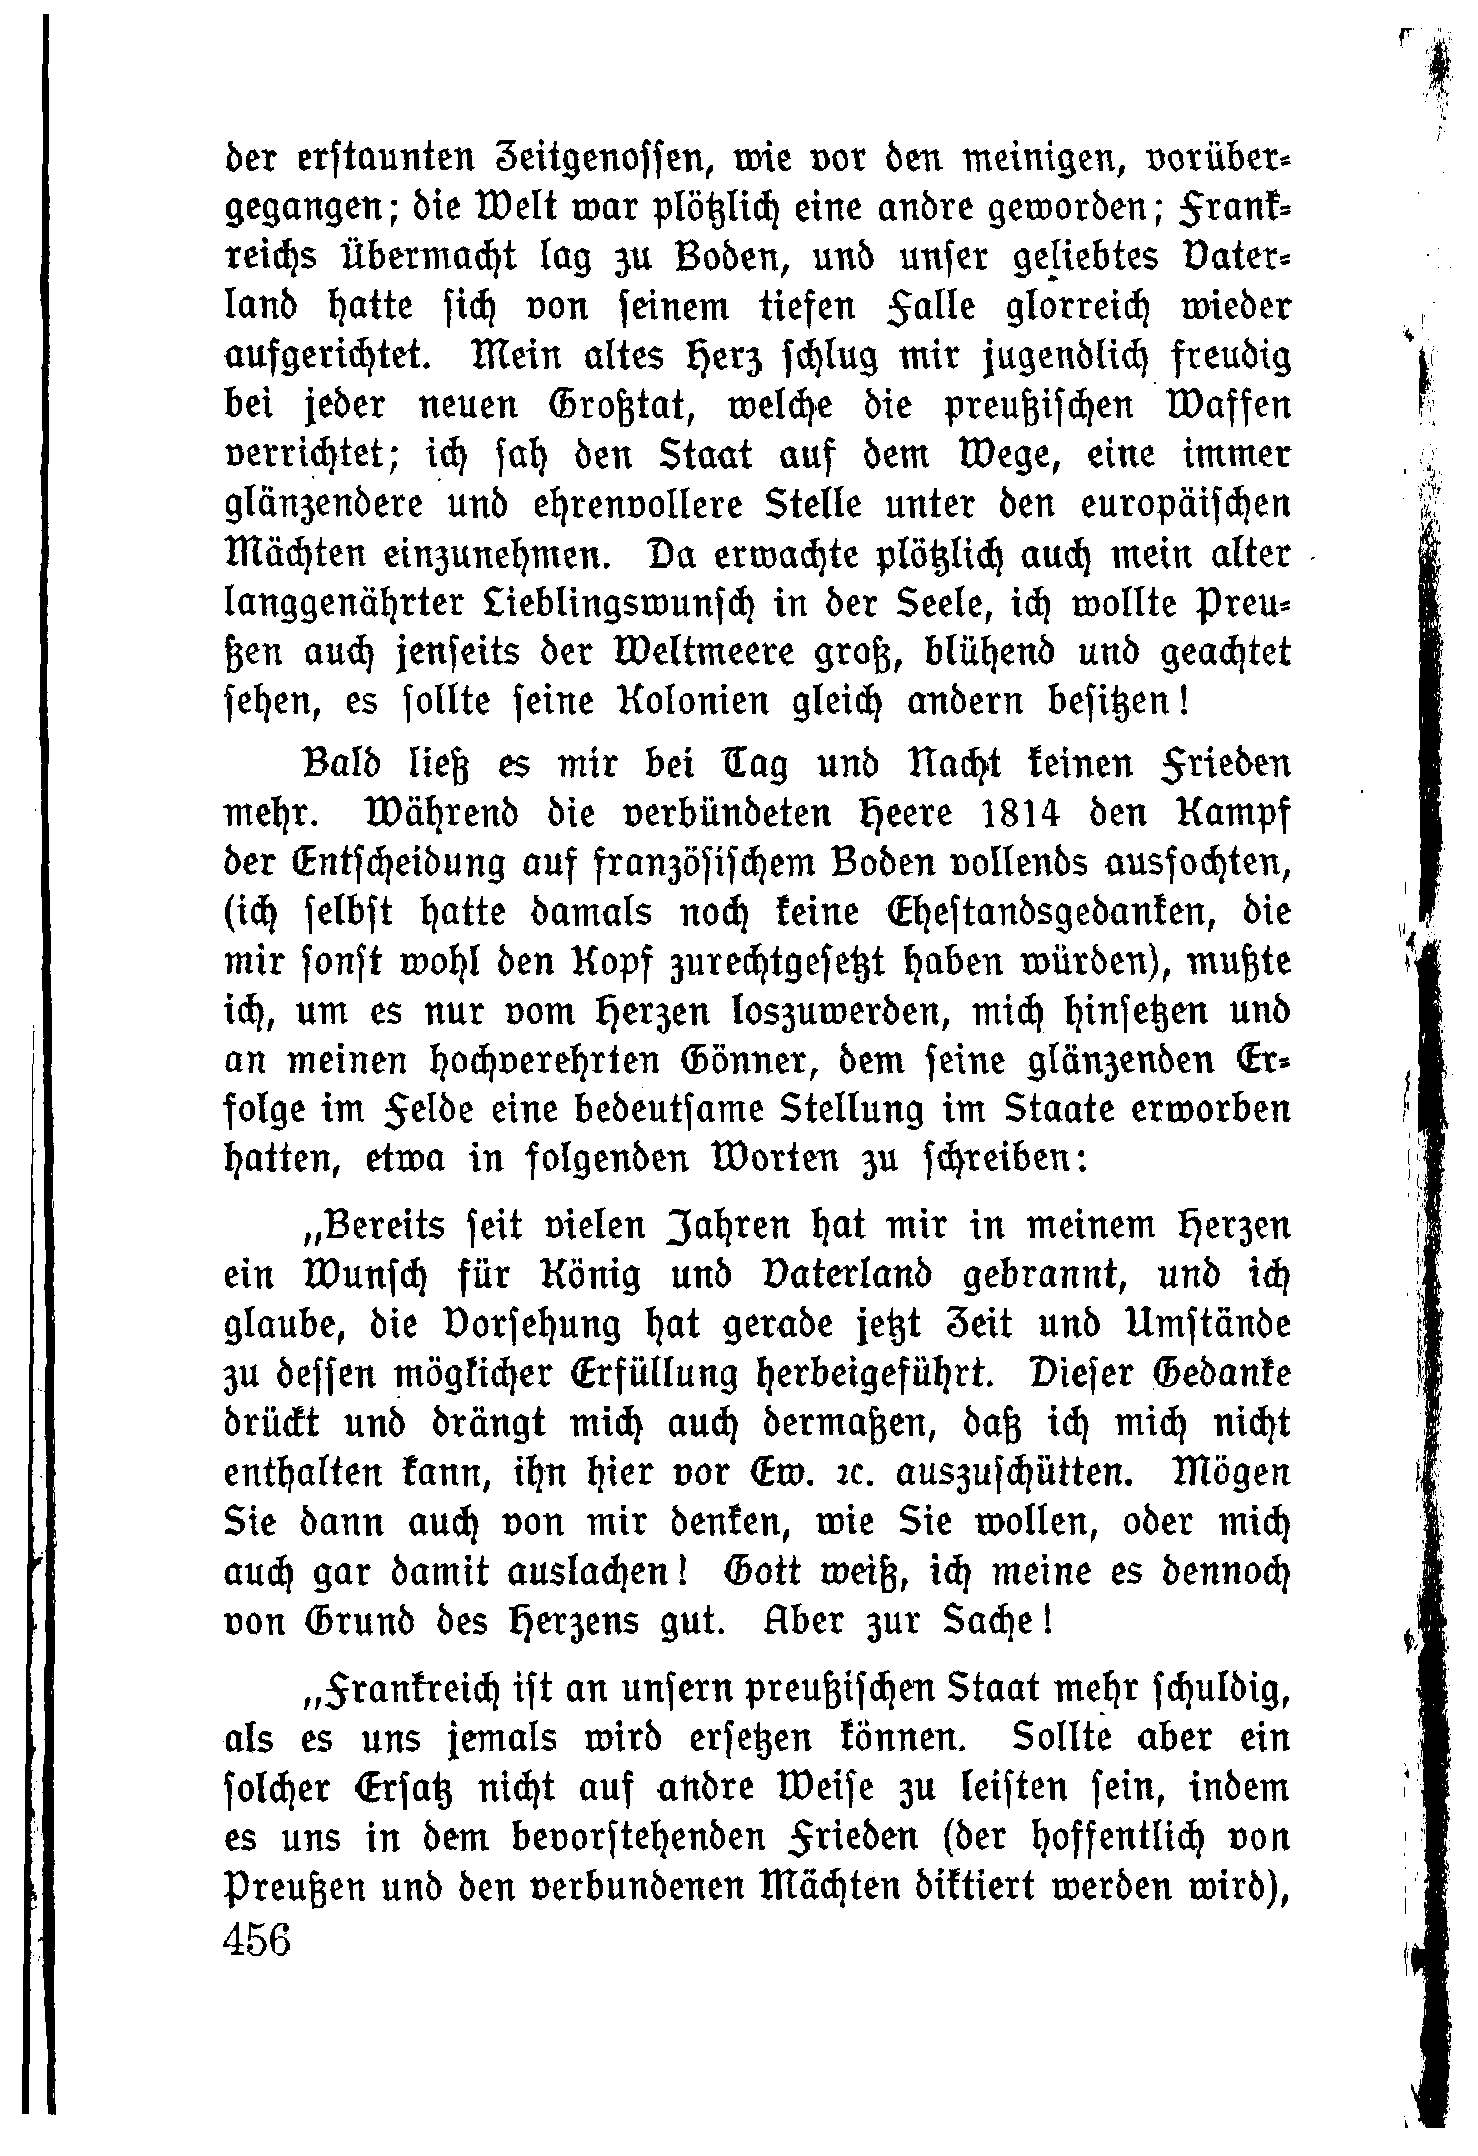 der erstaunten Zeitgenossen, wie vor den meinigen, vorüber-
gegangen; die Welt war plötzlich eine andre geworden; Frank-
reichs Übermacht lag zu Boden, und unser geliebtes Vater-
land hatte sich von seinem tiefen Falle glorreich wieder
aufgerichtet. Mein altes Herz schlug mir jugendlich freudig
bei jeder neuen Großtat, welche die preußischen Waffen
verrichtet; ich sah den Staat auf dem Wege, eine immer
glänzendere und ehrenvollere Stelle unter den europäischen
Mächten einzunehmen. Da erwachte plötzlich auch mein alter
langgenährter Lieblingswunsch in der Seele, ich wollte Preu-
ßen auch jenseits der Weltmeere groß, blühend und geachtet
sehen, es sollte seine Kolonien gleich andern besitzen!
Bald ließ es mir bei Tag und Nacht keinen Frieden
mehr. Während die verbündeten Heere 1814 den Kampf
der Entscheidung auf französischem Boden vollends ausfochten,
(ich selbst hatte damals noch keine Ehestandsgedanken, die
mir sonst wohl den Kopf zurechtgesetzt haben würden), mußte
ich, um es nur vom Herzen loszuwerden, mich hinsetzen und
an meinen hochverehrten Gönner, dem seine glänzenden Er-
folge im Felde eine bedeutsame Stellung im Staate erworben
hatten, etwa in folgenden Worten zu schreiben:
„Bereits seit vielen Jahren hat mir in meinem Herzen
ein Wunsch für König und Vaterland gebrannt, und ich
glaube, die Vorsehung hat gerade jetzt Zeit und Umstände
zu dessen möglicher Erfüllung herbeigeführt. Dieser Gedanke
drückt und drängt mich auch dermaßen, daß ich mich nicht
enthalten kann, ihn hier vor Ew. ꝛc. auszuschütten. Mögen
Sie dann auch von mir denken, wie Sie wollen, oder mich
auch gar damit auslachen! Gott weiß, ich meine es dennoch
von Grund des Herzens gut. Aber zur Sache!
„Frankreich ist an unsern preußischen Staat mehr schuldig,
als es uns jemals wird ersetzen können. Sollte aber ein
solcher Ersatz nicht auf andre Weise zu leisten sein, indem
es uns in dem bevorstehenden Frieden (der hoffentlich von
Preußen und den verbundenen Mächten diktiert werden wird),
456